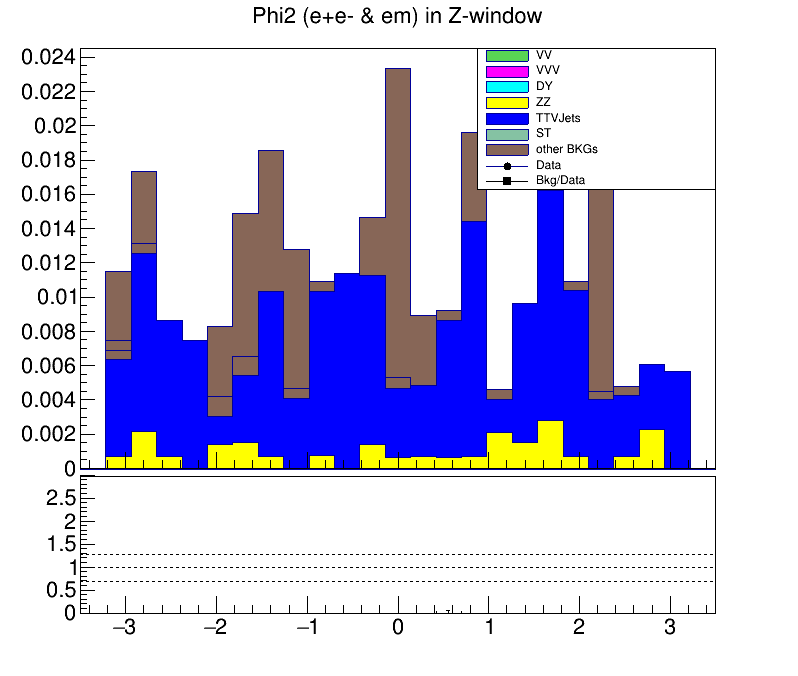 Phi2 (e+e- & em) in Z-window
0.024
0.022
0.02
0.018
0.016
0.014
0.012
0.01
0.008
0.006
0.004
0.002
0
VV
VVV
DY
ZZ
TTVJets
ST
other BKGs
Data
Bkg/Data
2.5
2
1.5
1
0.5
0
−3 −2 −1 0 1 2 3